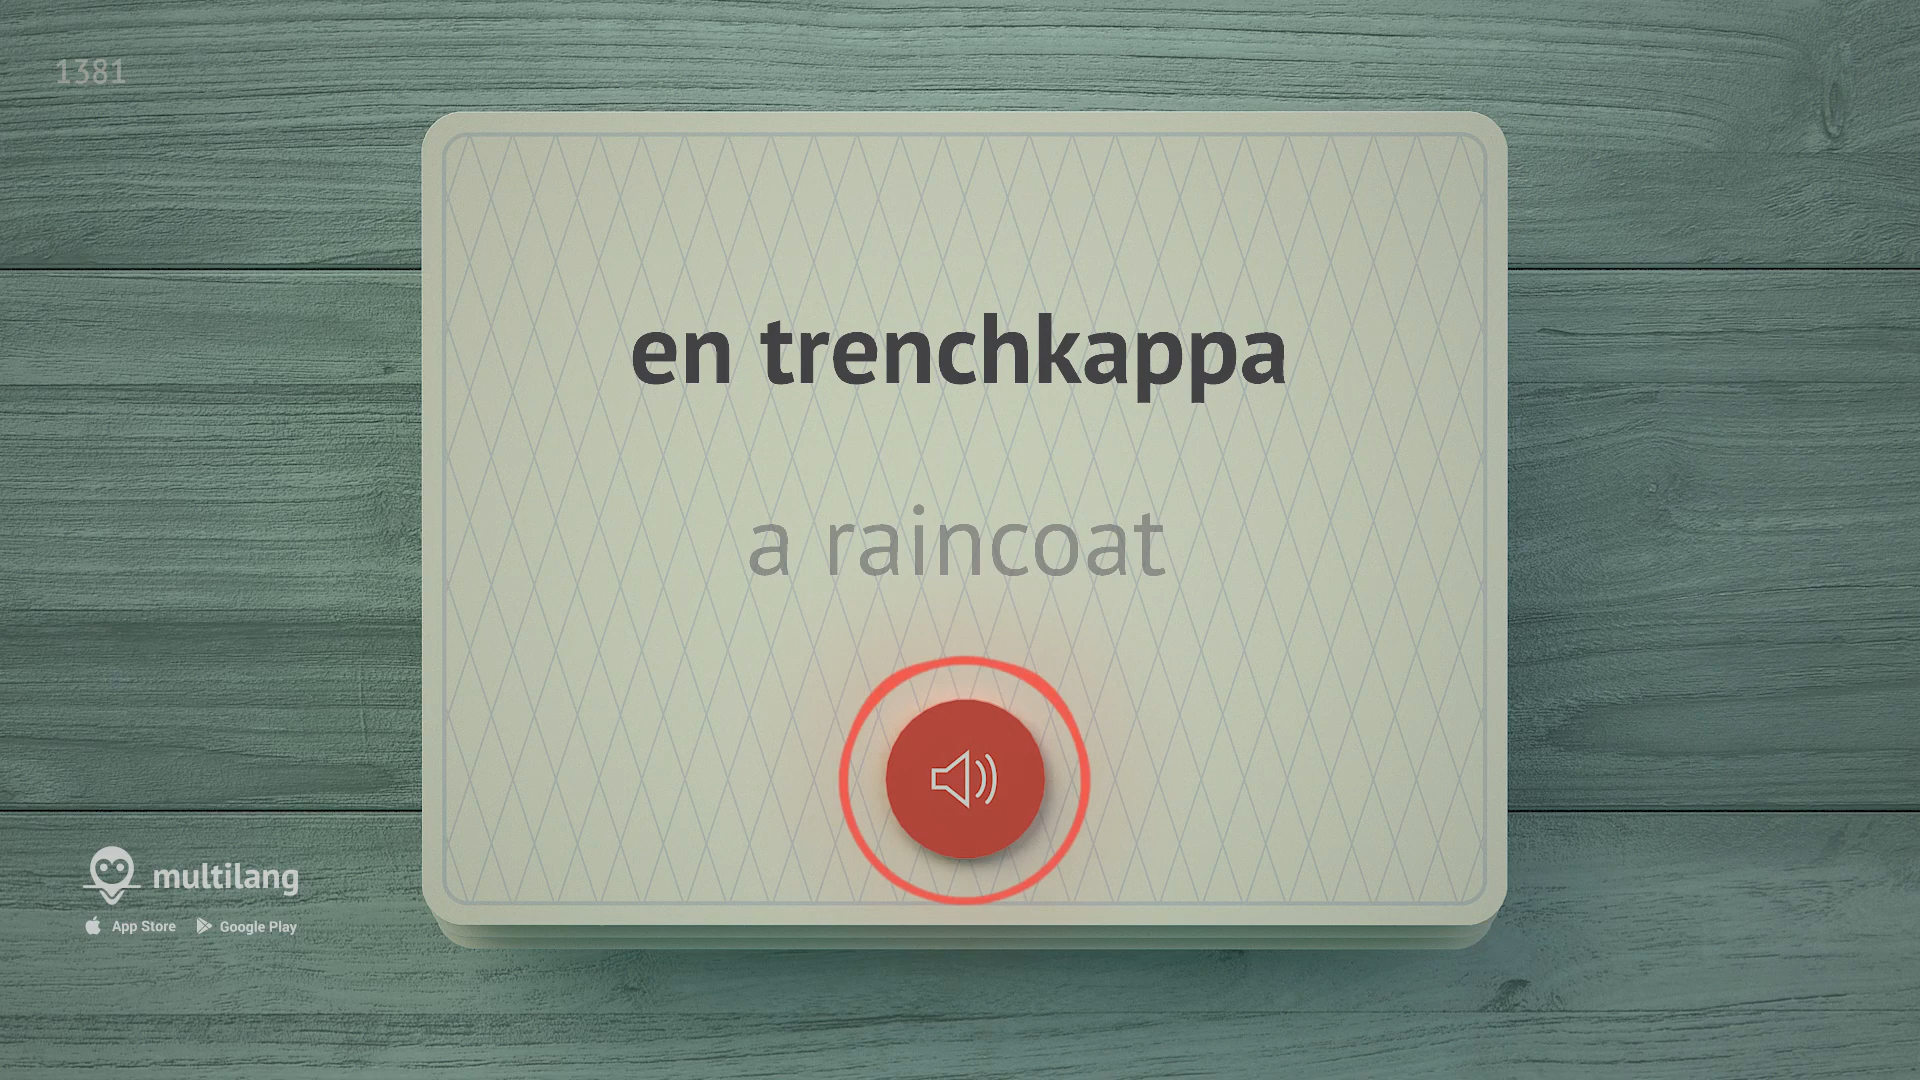 1381
en trenchkappa
a raincoat
multilang
App Store Google Play